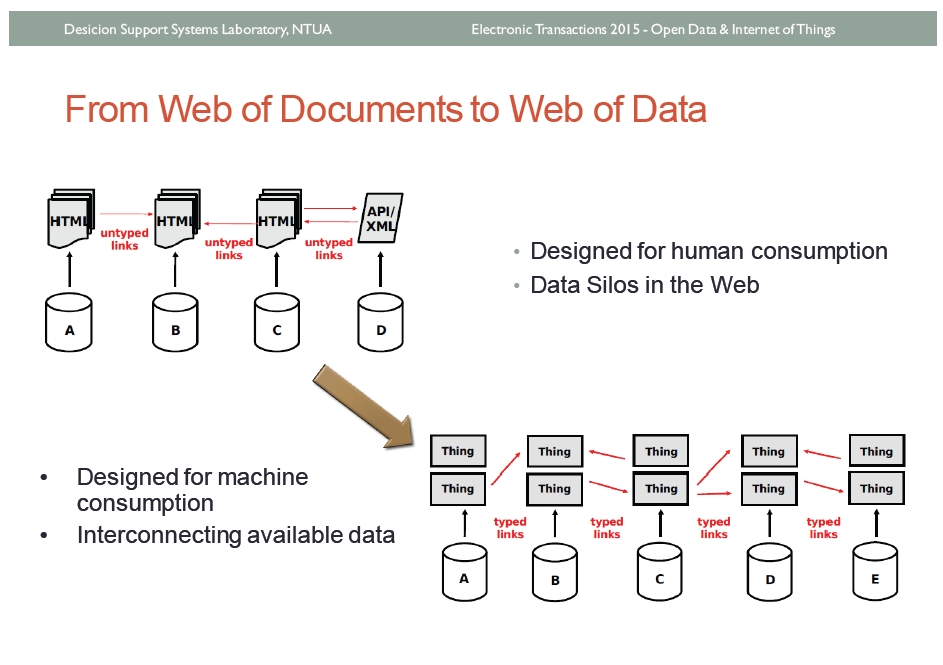 Desicion Support Systems Laboratory, NTUA
Electronic Transactions 2015 - Open Data & Internet of Things
From Web of Documents to Web of Data
HTML
HTML
HTML
API/
XML
untyped
links
untyped
links
untyped
links
A
B
C
D
• Designed for human consumption
• Data Silos in the Web
• Designed for machine
consumption
• Interconnecting available data
Thing
Thing
Thing
Thing
Thing
Thing
Thing
Thing
Thing
Thing
typed
links
typed
links
typed
links
typed
links
A
B
C
D
E